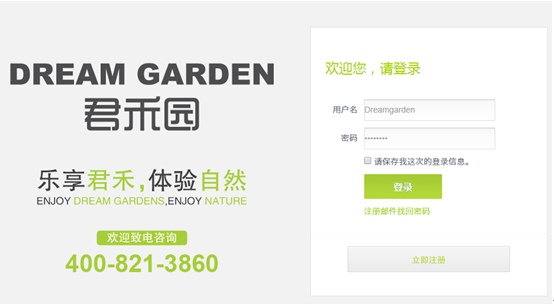 DREAM GARDEN
君禾园
乐享君禾,体验自然
ENJOY DREAM GARDENS,ENJOY NATURE
欢迎致电咨询
400-821-3860
欢迎您，请登录
用户名 Dreamgarden
密码 --------
请保存我这次的登录信息。
登录
注册邮件找回密码
立即注册